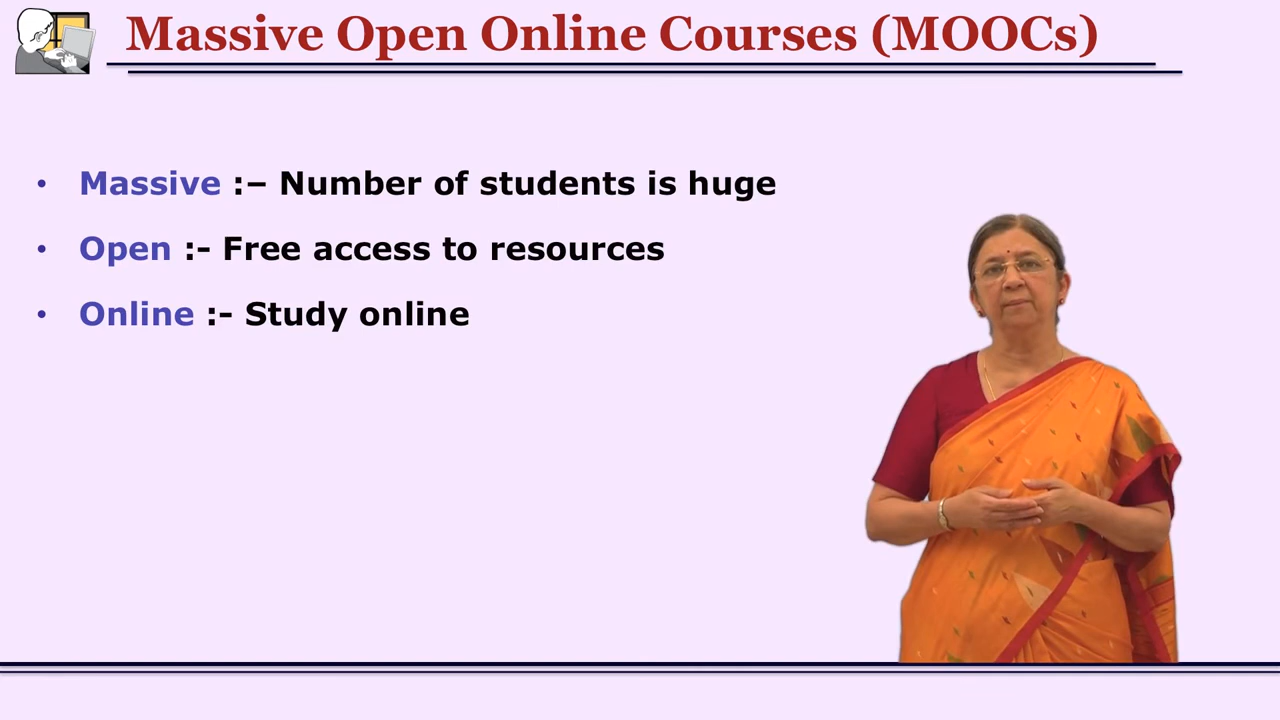 Massive Open Online Courses (MOOCs)
• Massive :– Number of students is huge
• Open :- Free access to resources
• Online :- Study online